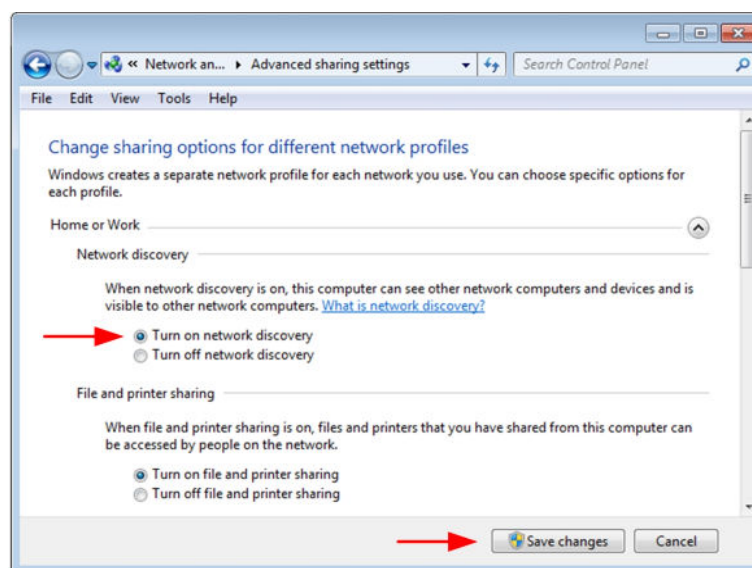 « Network an... ▸ Advanced sharing settings
Search Control Panel
File Edit View Tools Help
Change sharing options for different network profiles
Windows creates a separate network profile for each network you use. You can choose specific options for
each profile.
Home or Work
Network discovery
When network discovery is on, this computer can see other network computers and devices and is
visible to other network computers. What is network discovery?
Turn on network discovery
Turn off network discovery
File and printer sharing
When file and printer sharing is on, files and printers that you have shared from this computer can
be accessed by people on the network.
Turn on file and printer sharing
Turn off file and printer sharing
Save changes Cancel